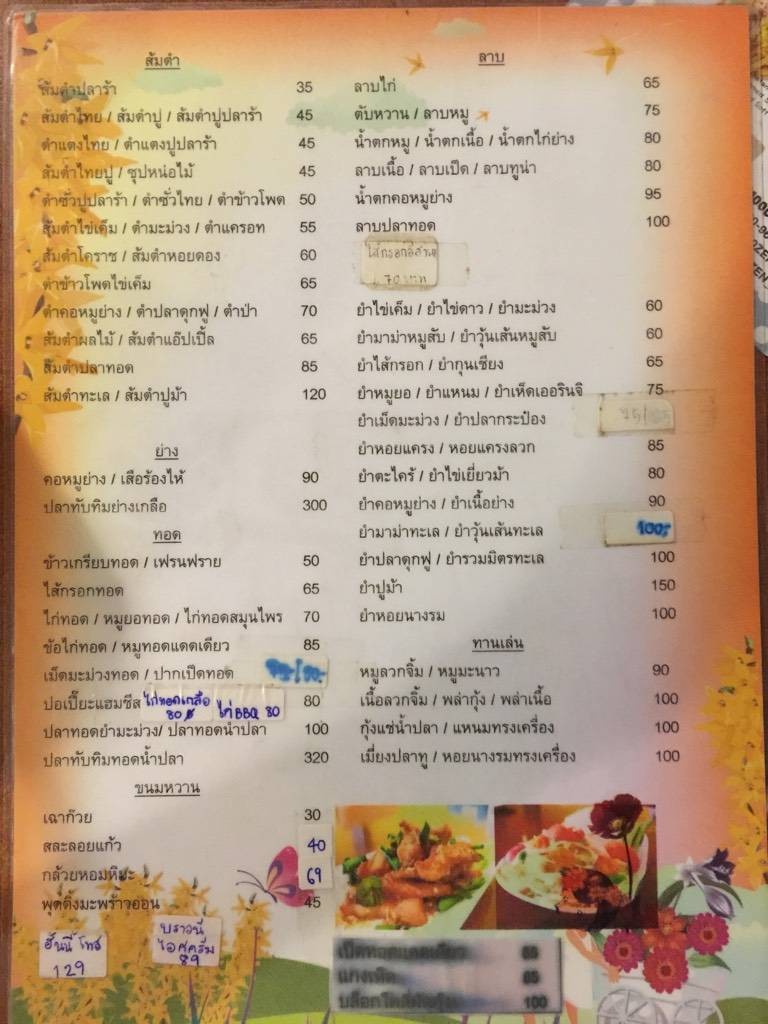 ส้มตำ
ส้มตำปลาร้า 35
ส้มตำไทย / ส้มตำปู / ส้มตำปูปลาร้า 45
ตำแตงไทย / ตำแตงปูปลาร้า 45
ส้มตำไทยปู / ซุปหน่อไม้ 45
ตำซั่วปูปลาร้า / ตำซั่วไทย / ตำข้าวโพด 50
ส้มตำไข่เค็ม / ตำมะม่วง / ตำแครอท 55
ส้มตำโคราช / ส้มตำหอยดอง 60
ตำข้าวโพดไข่เค็ม 65
ตำคอหมูย่าง / ตำปลาดุกฟู / ตำป่า 70
ส้มตำผลไม้ / ส้มตำแอ๊ปเปิ้ล 65
ส้มตำปลาทอด 85
ส้มตำทะเล / ส้มตำปูม้า 120
ย่าง
คอหมูย่าง / เสือร้องไห้ 90
ปลาทับทิมย่างเกลือ 300
ทอด
ข้าวเกรียบทอด / เฟรนฟราย 50
ไส้กรอกทอด 65
ไก่ทอด / หมูยอทอด / ไก่ทอดสมุนไพร 70
ข้อไก่ทอด / หมูทอดแดดเดียว 85
เม็ดมะม่วงทอด / ปากเป็ดทอด
ปอเปี๊ยะแฮมชีส 80
ไก่ทอดเกลือ 80
ไก่ BBQ 80
ปลาทอดยำมะม่วง/ ปลาทอดน้ำปลา 100
ปลาทับทิมทอดน้ำปลา 320
ขนมหวาน
เฉาก๊วย 30
สละลอยแก้ว 40
กล้วยหอมหิมะ 69
พุดดิ้งมะพร้าวอ่อน 45
ฮันนี่ โทส 129
บราวนี่ ไอศครีม 89
ลาบ
ลาบไก่ 65
ตับหวาน / ลาบหมู 75
น้ำตกหมู / น้ำตกเนื้อ / น้ำตกไก่ย่าง 80
ลาบเนื้อ / ลาบเป็ด / ลาบทูน่า 80
น้ำตกคอหมูย่าง 95
ลาบปลาทอด 100
ไส้กรอกอีสาน
70 บาท
ยำไข่เค็ม / ยำไข่ดาว / ยำมะม่วง 60
ยำมาม่าหมูสับ / ยำวุ้นเส้นหมูสับ 60
ยำไส้กรอก / ยำกุนเชียง 65
ยำหมูยอ / ยำแหนม / ยำเห็ดเออรินจิ 75
ยำเม็ดมะม่วง / ยำปลากระป๋อง
ยำหอยแครง / หอยแครงลวก 85
ยำตะไคร้ / ยำไข่เยี่ยวม้า 80
ยำคอหมูย่าง / ยำเนื้อย่าง 90
ยำมาม่าทะเล / ยำวุ้นเส้นทะเล 100;-
ยำปลาดุกฟู / ยำรวมมิตรทะเล 100
ยำปูม้า 150
ยำหอยนางรม 100
ทานเล่น
หมูลวกจิ้ม / หมูมะนาว 90
เนื้อลวกจิ้ม / พล่ากุ้ง / พล่าเนื้อ 100
กุ้งแช่น้ำปลา / แหนมทรงเครื่อง 100
เมี่ยงปลาทู / หอยนางรมทรงเครื่อง 100
85
85
100